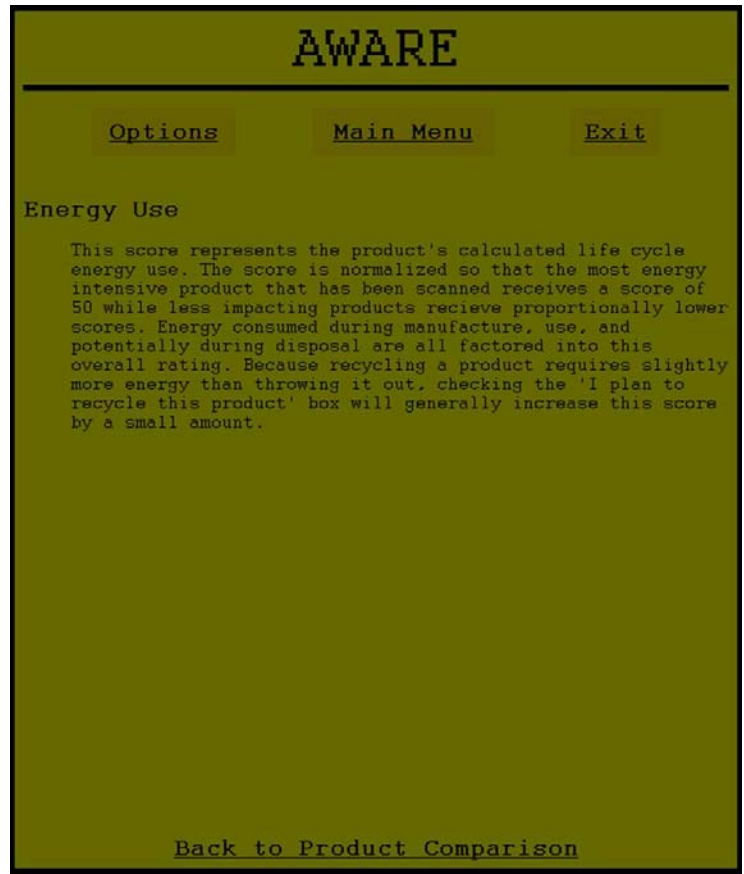 AWARE
Options Main Menu Exit
Energy Use
This score represents the product's calculated life cycle
energy use. The score is normalized so that the most energy
intensive product that has been scanned receives a score of
50 while less impacting products recieve proportionally lower
scores. Energy consumed during manufacture, use, and
potentially during disposal are all factored into this
overall rating. Because recycling a product requires slightly
more energy than throwing it out, checking the 'I plan to
recycle this product' box will generally increase this score
by a small amount.
Back to Product Comparison